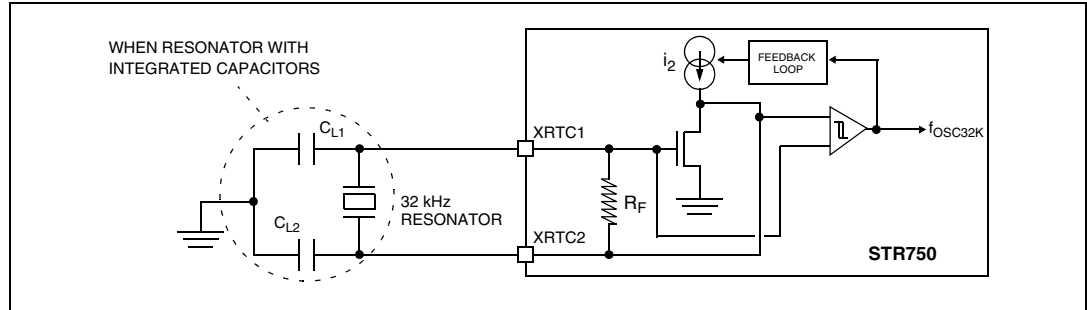 WHEN RESONATOR WITH
INTEGRATED CAPACITORS
i2
FEEDBACK
LOOP
CL1
XRTC1
fOSC32K
32 kHz
RESONATOR
RF
CL2
XRTC2
STR750